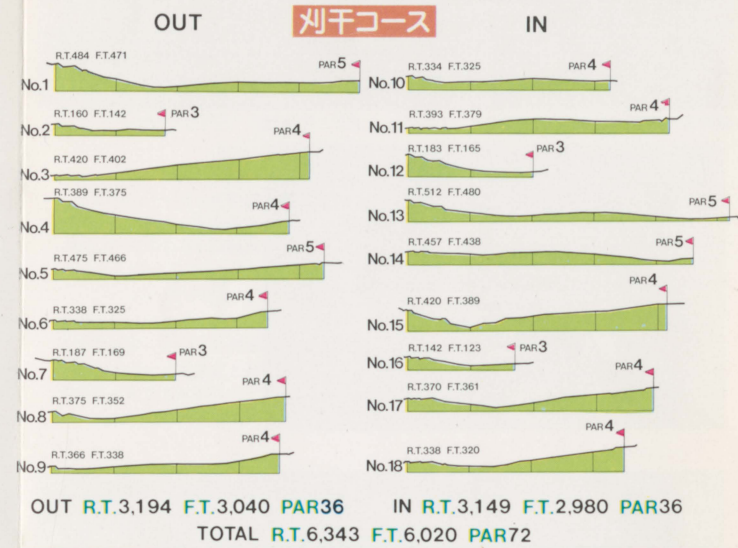 OUT 刈干コース IN
R.T.484 F.T.471 PAR5
No.1
R.T.160 F.T.142 PAR3
No.2
R.T.420 F.T.402 PAR4
No.3
R.T.389 F.T.375 PAR4
No.4
R.T.475 F.T.466 PAR5
No.5
R.T.338 F.T.325 PAR4
No.6
R.T.187 F.T.169 PAR3
No.7
R.T.375 F.T.352 PAR4
No.8
R.T.366 F.T.338 PAR4
No.9
R.T.334 F.T.325 PAR4
No.10
R.T.393 F.T.379 PAR4
No.11
R.T.183 F.T.165 PAR3
No.12
R.T.512 F.T.480 PAR5
No.13
R.T.457 F.T.438 PAR5
No.14
R.T.420 F.T.389 PAR4
No.15
R.T.142 F.T.123 PAR3
No.16
R.T.370 F.T.361 PAR4
No.17
R.T.338 F.T.320 PAR4
No.18
OUT R.T.3,194 F.T.3,040 PAR36 IN R.T.3,149 F.T.2,980 PAR36
TOTAL R.T.6,343 F.T.6,020 PAR72